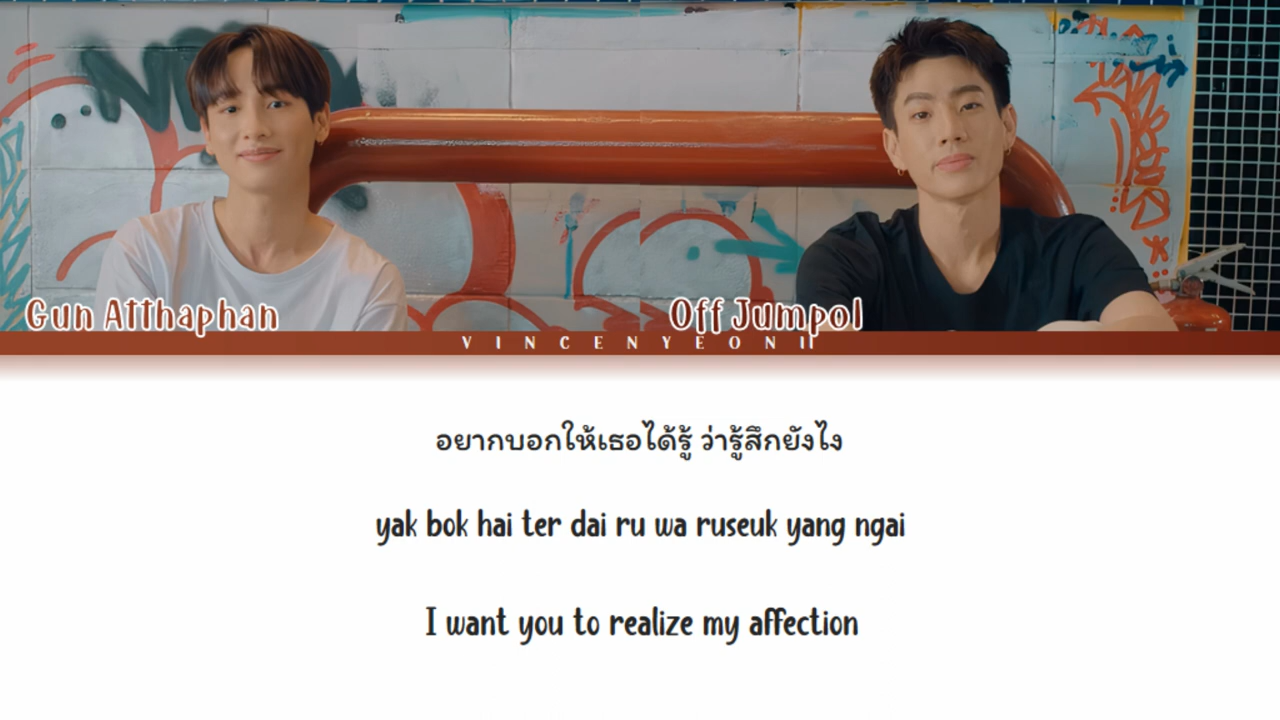 Gun Atthaphan
Off Jumpol
VINCENYEONII
อยากบอกให้เธอได้รู้ ว่ารู้สึกยังไง
yak bok hai ter dai ru wa ruseuk yang ngai
I want you to realize my affection